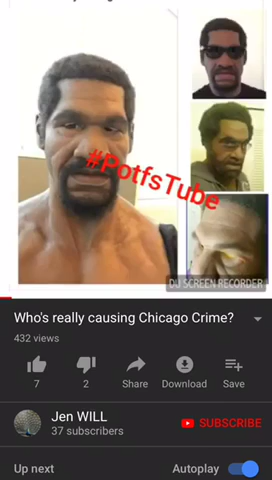 #PotfsTube
DU SCREEN RECORDER
Who's really causing Chicago Crime?
432 views
7
2
Share
Download
Save
Jen WILL
37 subscribers
SUBSCRIBE
Up next
Autoplay